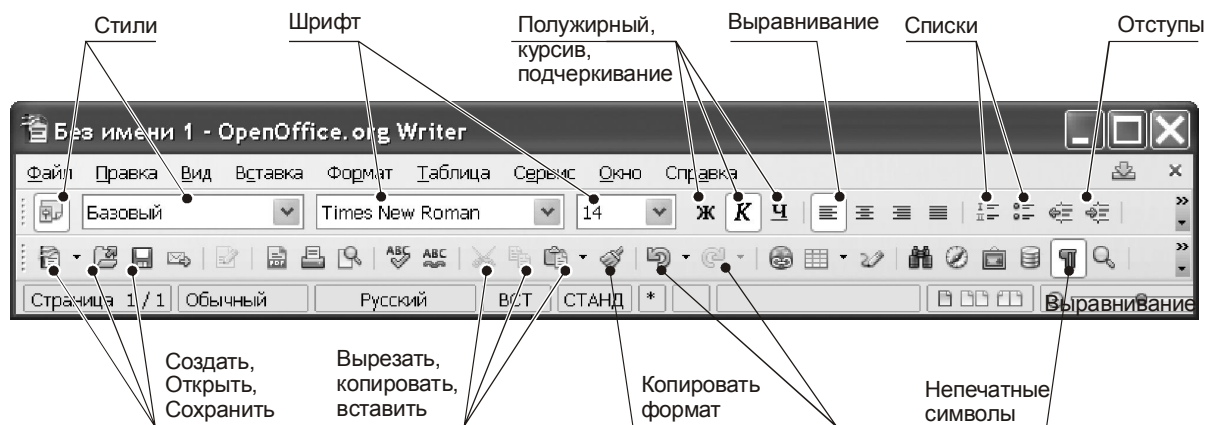 Стили
Шрифт
Полужирный,
курсив,
подчеркивание
Выравнивание
Списки
Отступы
Без имени 1 - OpenOffice.org Writer
Файл Правка Вид Вставка Формат Таблица Сервис Окно Справка
Базовый Times New Roman 14 Ж К Ч
ABC ABC
Страница 1 / 1 Обычный Русский ВСТ СТАНД *
Выравнивание
Создать,
Открыть,
Сохранить
Вырезать,
копировать,
вставить
Копировать
формат
Непечатные
символы